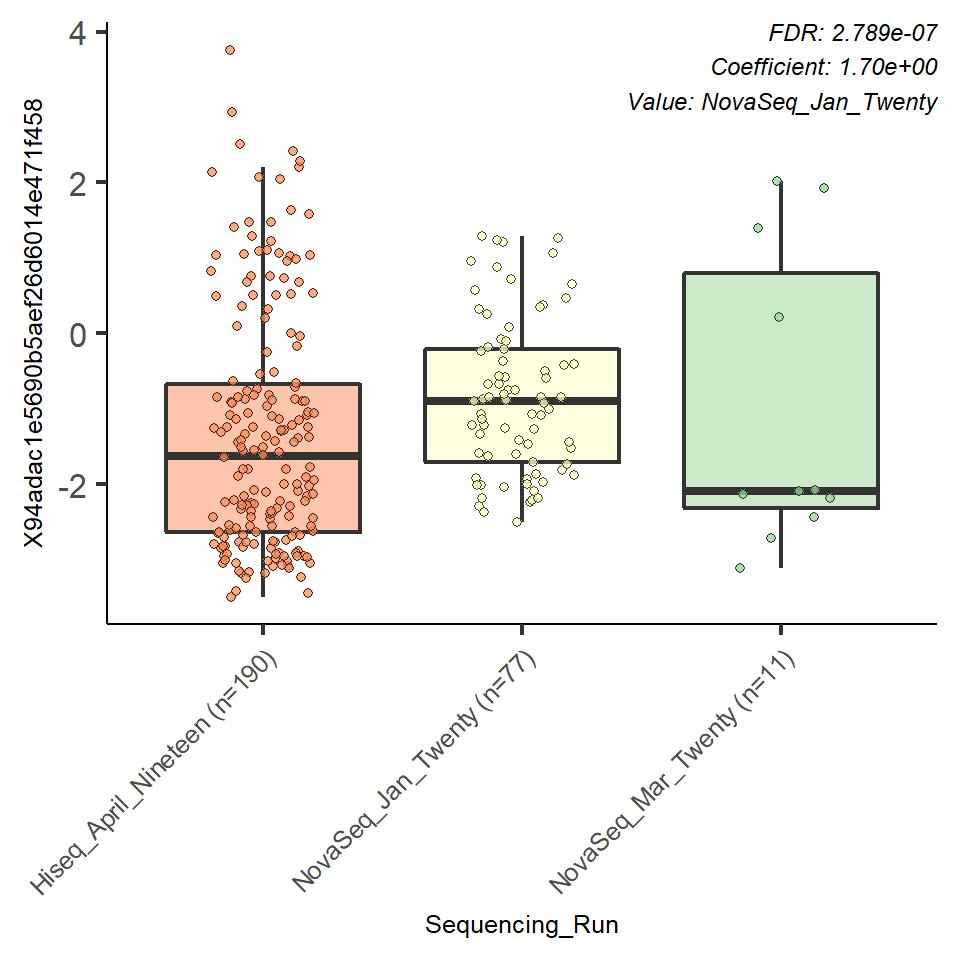 FDR: 2.789e-07
Coefficient: 1.70e+00
Value: NovaSeq_Jan_Twenty
X94adac1e5690b5aef26d6014e471f458
4
2
0
-2
Hiseq_April_Nineteen (n=190)
NovaSeq_Jan_Twenty (n=77)
NovaSeq_Mar_Twenty (n=11)
Sequencing_Run